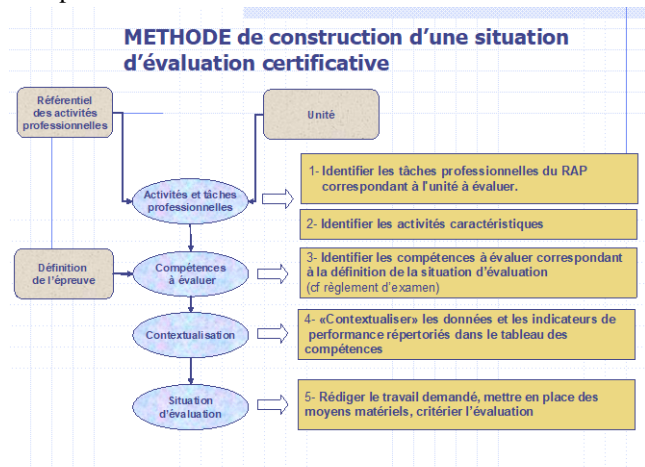 METHODE de construction d'une situation
d'évaluation certificative
Référentiel
des activités
professionnelles
Unité
Activités et tâches
professionnelles
1- Identifier les tâches professionnelles du RAP
correspondant à l'unité à évaluer.
2- Identifier les activités caractéristiques
Définition
de l'épreuve
Compétences
à évaluer
3- Identifier les compétences à évaluer correspondant
à la définition de la situation d'évaluation
(cf règlement d'examen)
Contextualisation
4- «Contextualiser» les données et les indicateurs de
performance répertoriés dans le tableau des
compétences
Situation
d'évaluation
5- Rédiger le travail demandé, mettre en place des
moyens matériels, critérier l'évaluation